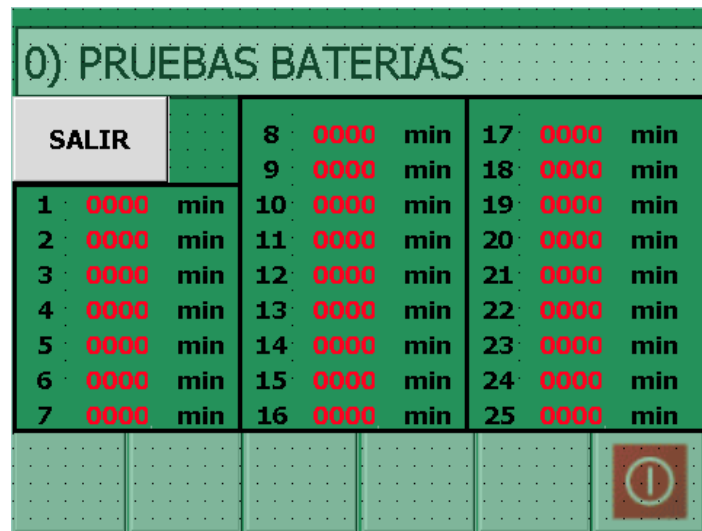 0) PRUEBAS BATERIAS
SALIR
1 0000 min
2 0000 min
3 0000 min
4 0000 min
5 0000 min
6 0000 min
7 0000 min
8 0000 min
9 0000 min
10 0000 min
11 0000 min
12 0000 min
13 0000 min
14 0000 min
15 0000 min
16 0000 min
17 0000 min
18 0000 min
19 0000 min
20 0000 min
21 0000 min
22 0000 min
23 0000 min
24 0000 min
25 0000 min